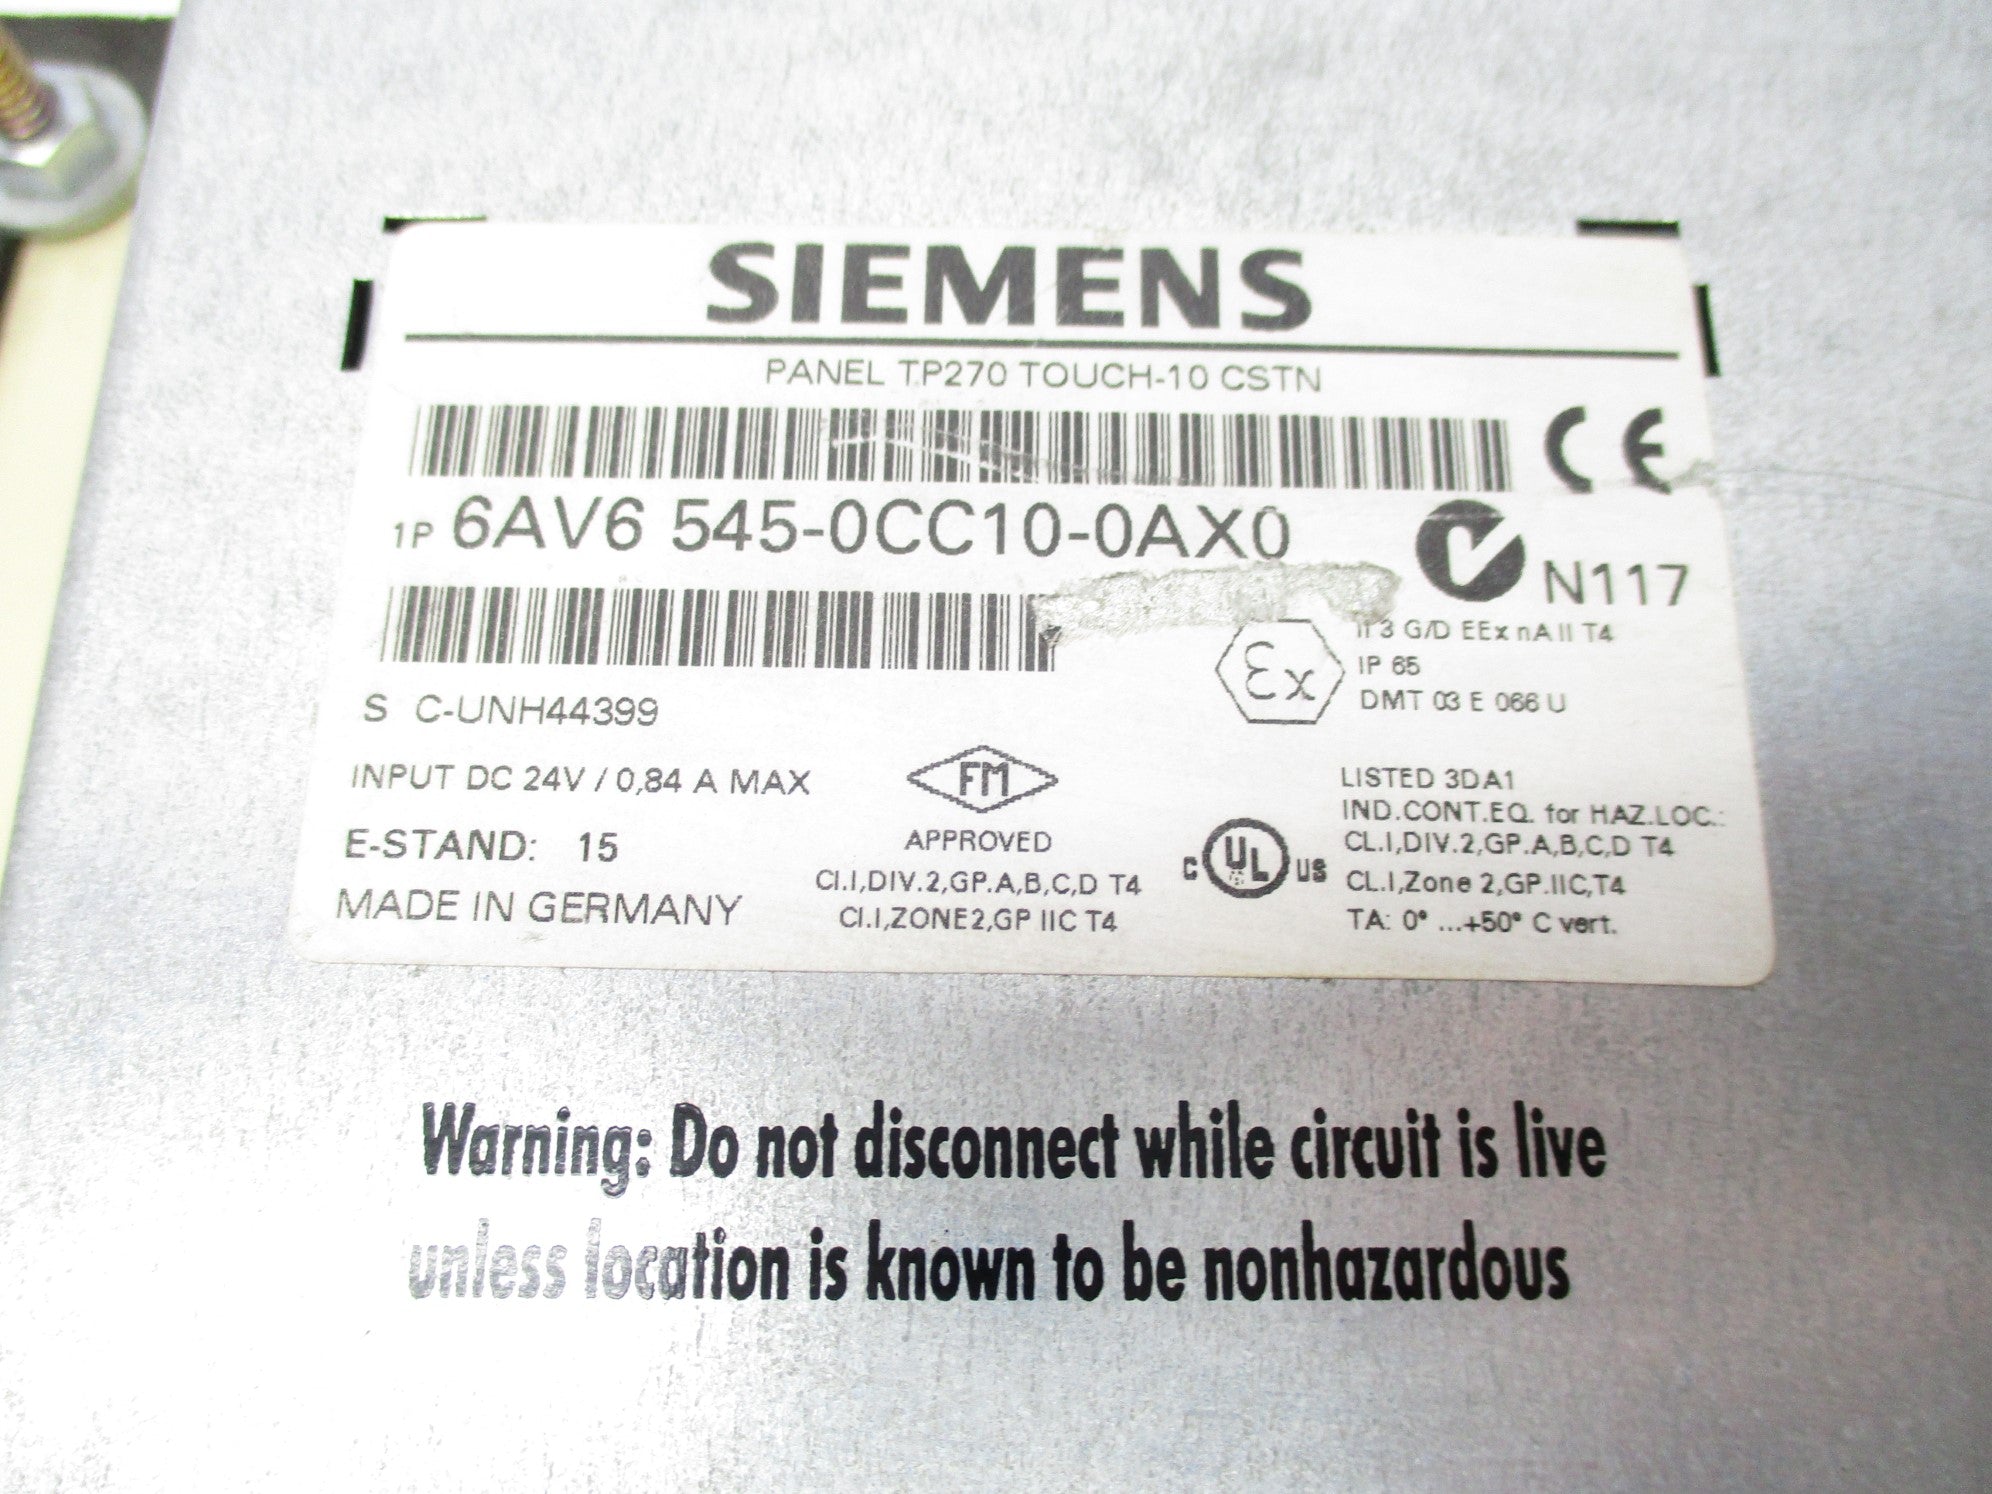 SIEMENS
PANEL TP270 TOUCH-10 CSTN
CE
1P 6AV6 545-0CC10-0AX0
N117
S C-UNH44399
Ex
II 3 G/D EEx nA II T4
IP 65
DMT 03 E 066 U
INPUT DC 24V / 0,84 A MAX
E-STAND: 15
MADE IN GERMANY
FM
APPROVED
Cl.I,DIV.2,GP.A,B,C,D T4
Cl.I,ZONE2,GP IIC T4
C UL US
LISTED 3DA1
IND.CONT.EQ. for HAZ.LOC.:
CL.I,DIV.2,GP.A,B,C,D T4
CL.I,Zone 2,GP.IIC,T4
TA: 0° ...+50° C vert.
Warning: Do not disconnect while circuit is live
unless location is known to be nonhazardous